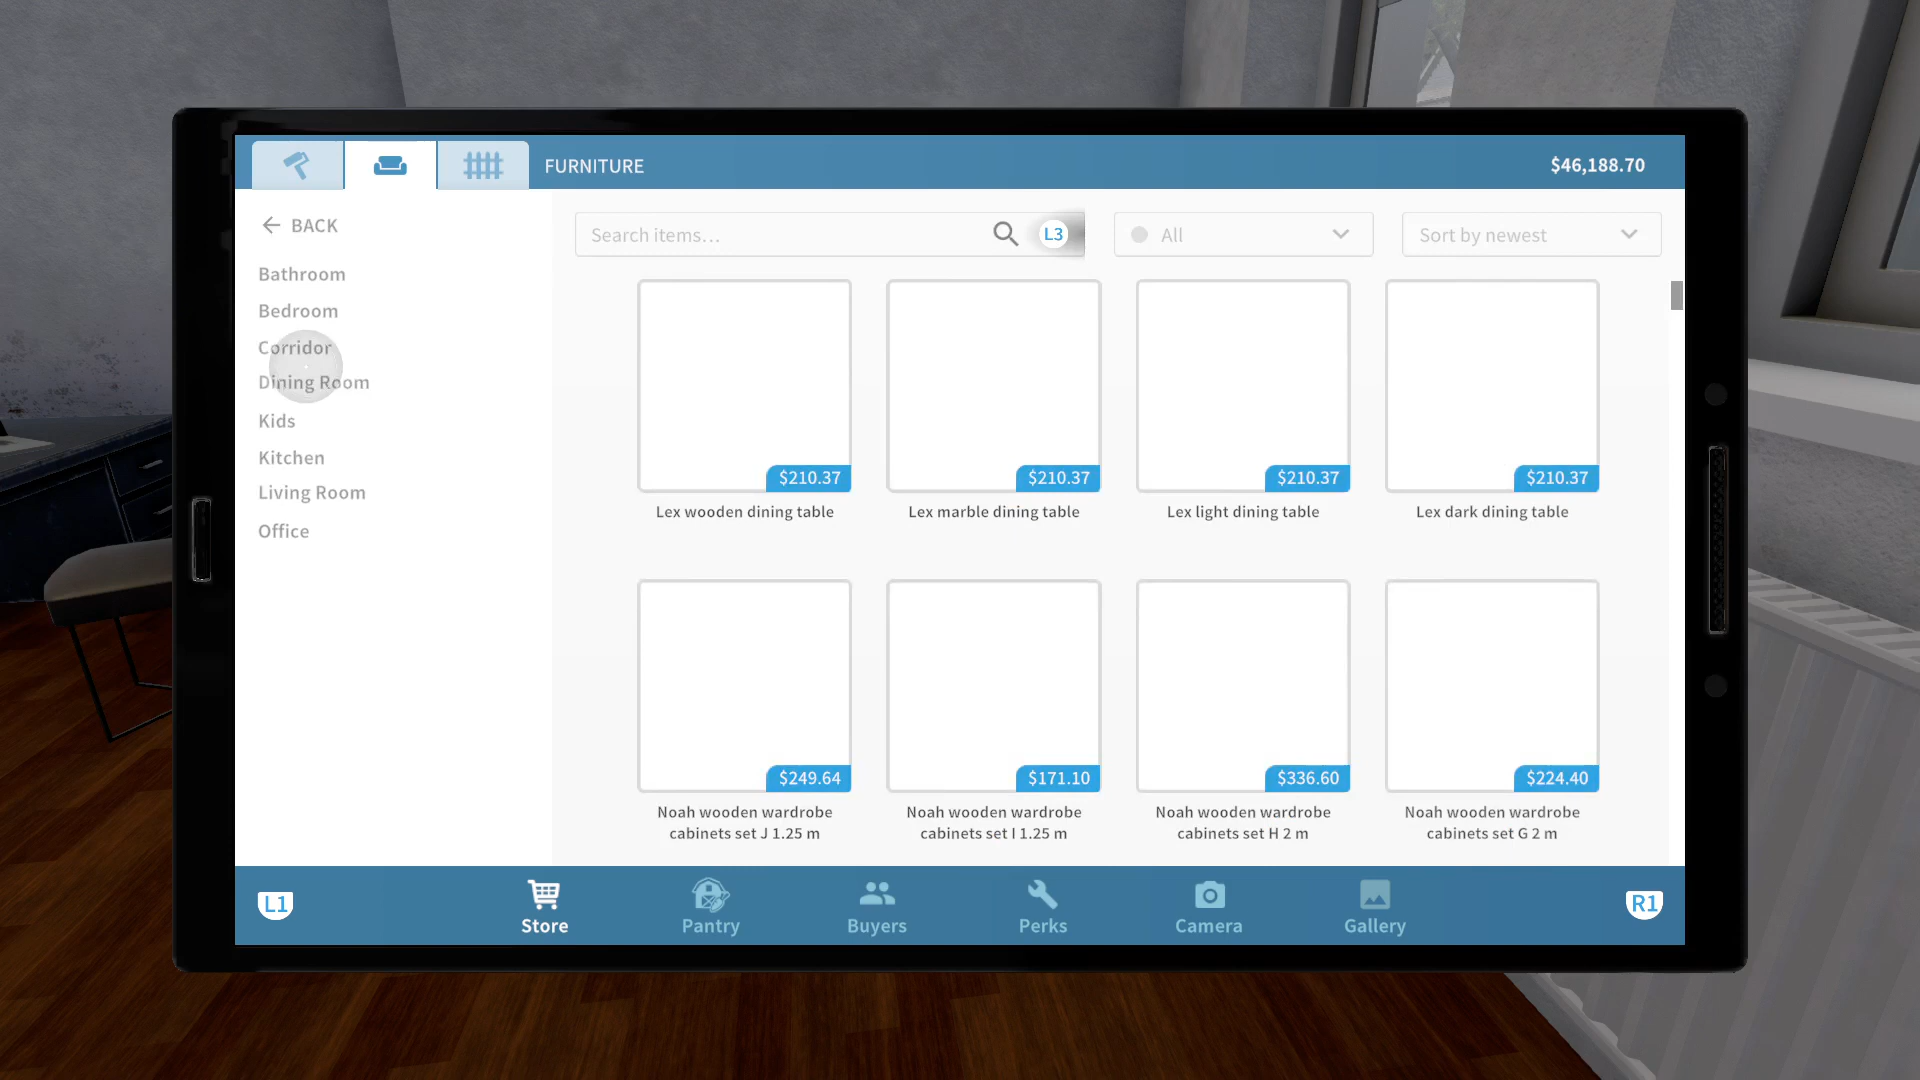 FURNITURE
$46,188.70
BACK
Bathroom
Bedroom
Corridor
Dining Room
Kids
Kitchen
Living Room
Office
Search items...
L3
All
Sort by newest
$210.37
$210.37
$210.37
$210.37
Lex wooden dining table
Lex marble dining table
Lex light dining table
Lex dark dining table
$249.64
$171.10
$336.60
$224.40
Noah wooden wardrobe
cabinets set J 1.25 m
Noah wooden wardrobe
cabinets set I 1.25 m
Noah wooden wardrobe
cabinets set H 2 m
Noah wooden wardrobe
cabinets set G 2 m
L1
Store
Pantry
Buyers
Perks
Camera
Gallery
R1